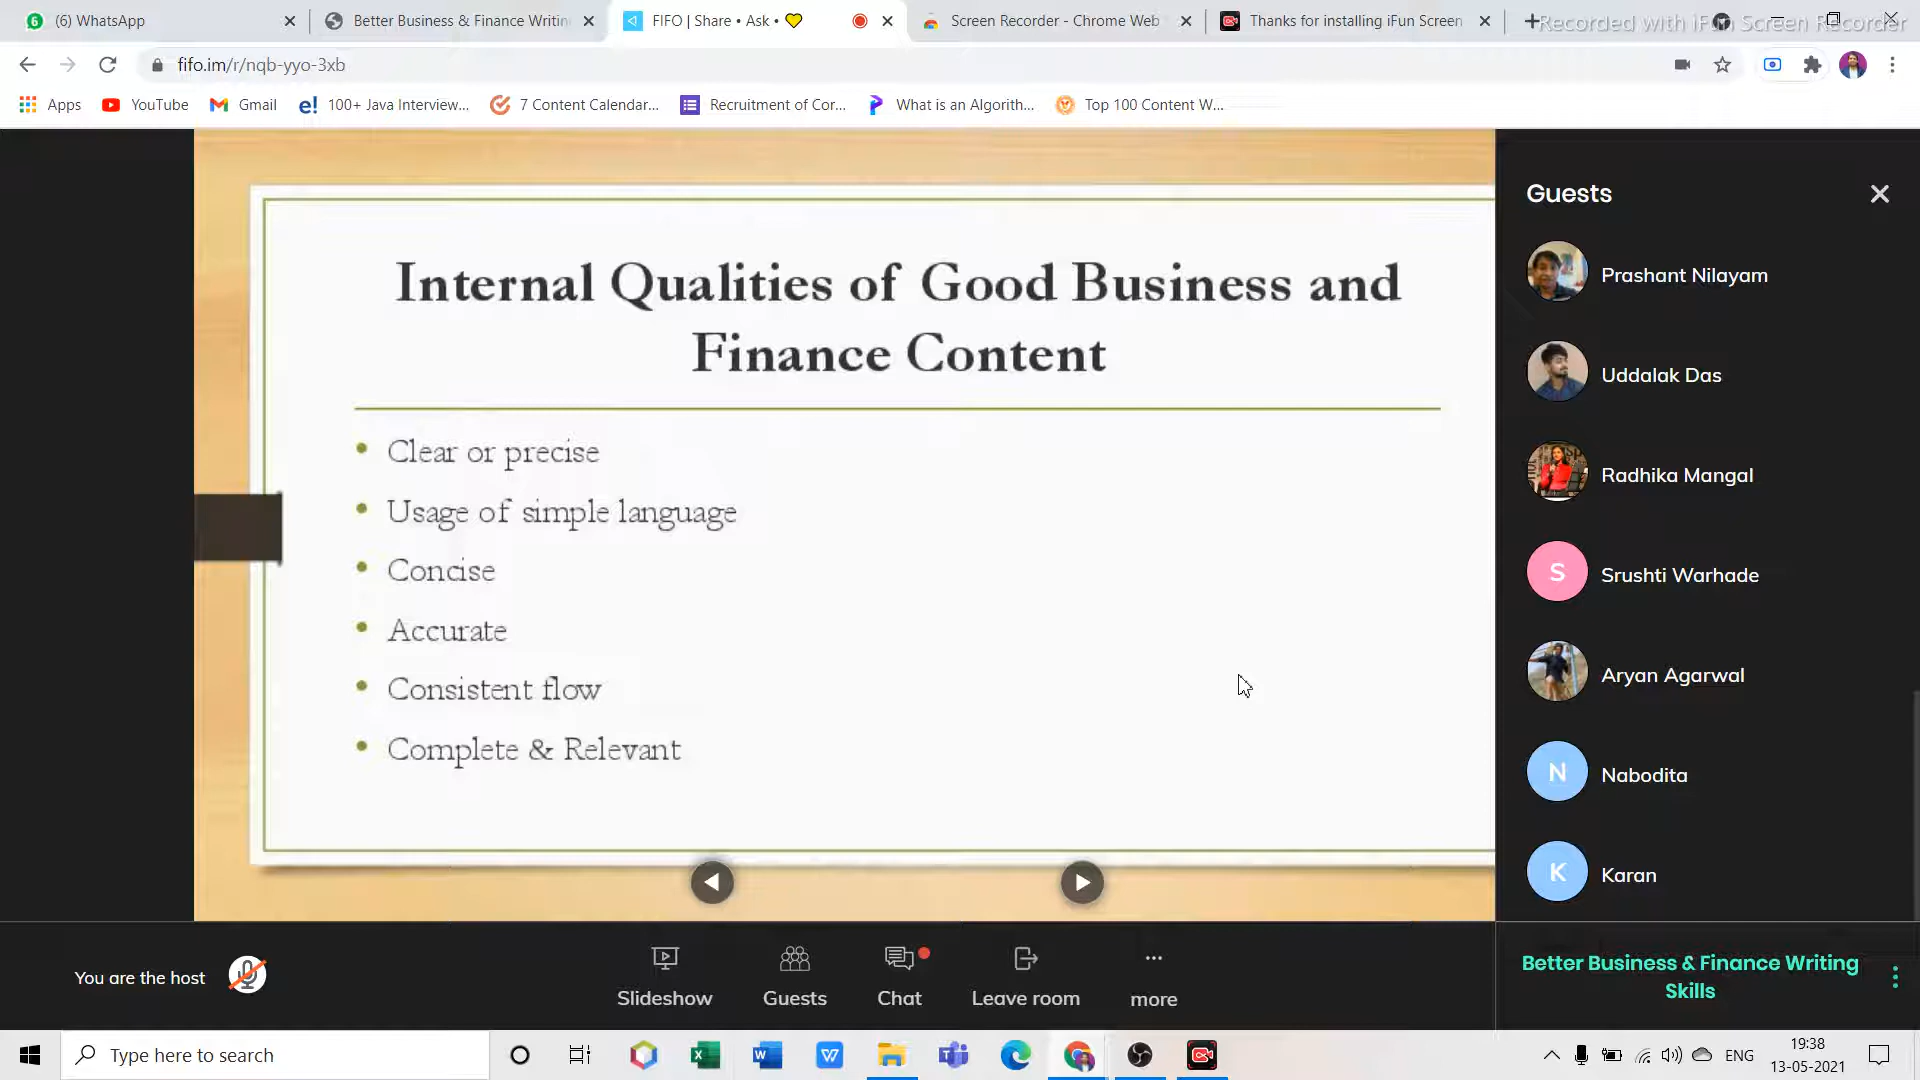 6
(6) WhatsApp
Better Business & Finance Writin
FIFO | Share • Ask • 💛
Screen Recorder - Chrome Web
Thanks for installing iFun Screen
Recorded with iFun Screen Recorder
fifo.im/r/nqb-yyo-3xb
Apps
YouTube
Gmail
e! 100+ Java Interview...
7 Content Calendar...
Recruitment of Cor...
What is an Algorith...
Top 100 Content W...
Internal Qualities of Good Business and
Finance Content
• Clear or precise
• Usage of simple language
• Concise
• Accurate
• Consistent flow
• Complete & Relevant
Guests
Prashant Nilayam
Uddalak Das
Radhika Mangal
S Srushti Warhade
Aryan Agarwal
N Nabodita
K Karan
You are the host
Slideshow
Guests
Chat
Leave room
more
Better Business & Finance Writing
Skills
Type here to search
ENG
19:38
13-05-2021